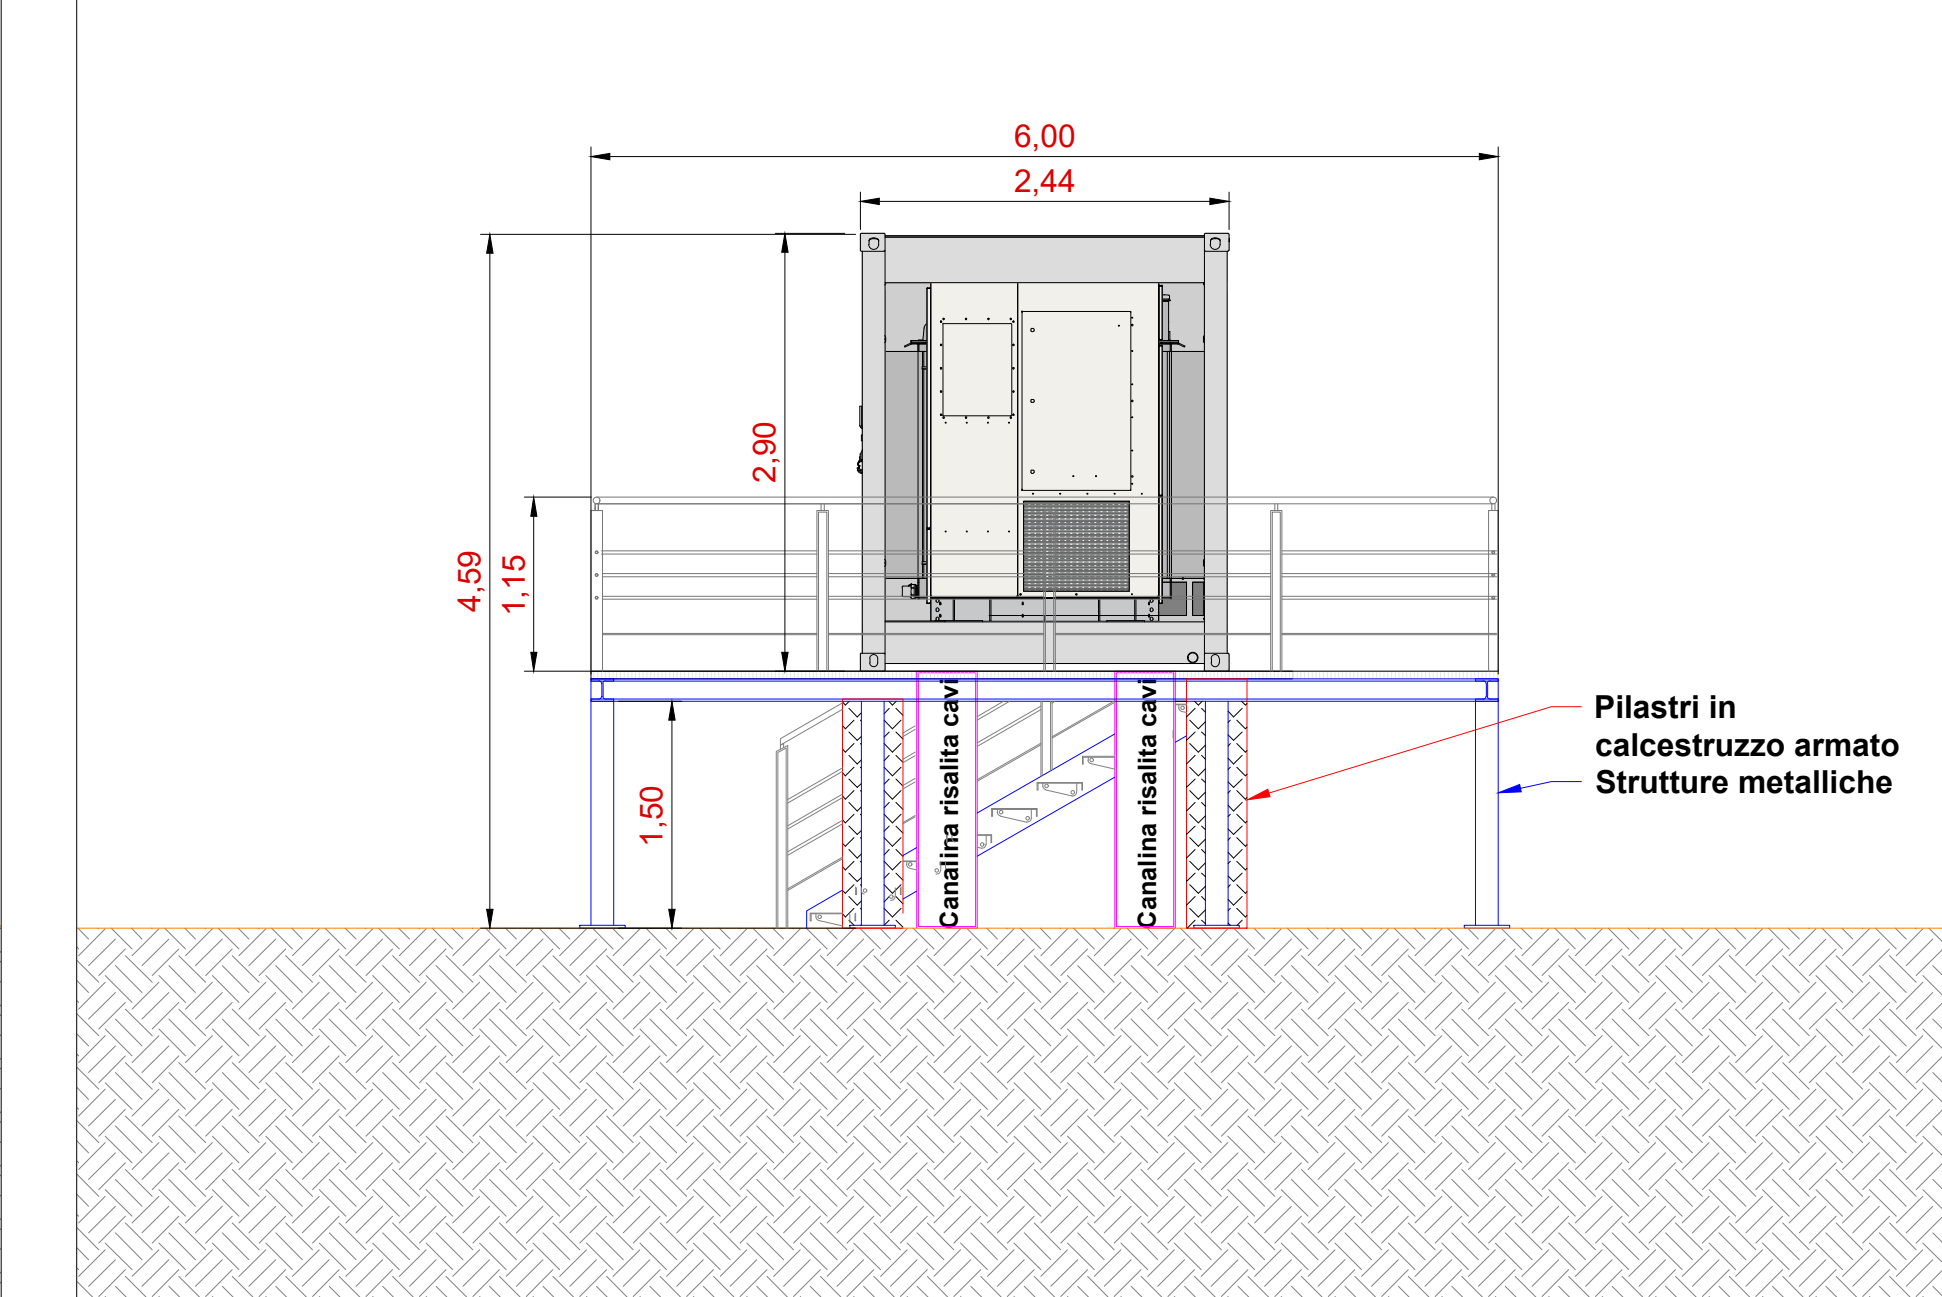 6,00
2,44
2,90
4,59
1,15
1,50
Canalina risalita cavi
Canalina risalita cavi
Pilastri in
calcestruzzo armato
Strutture metalliche